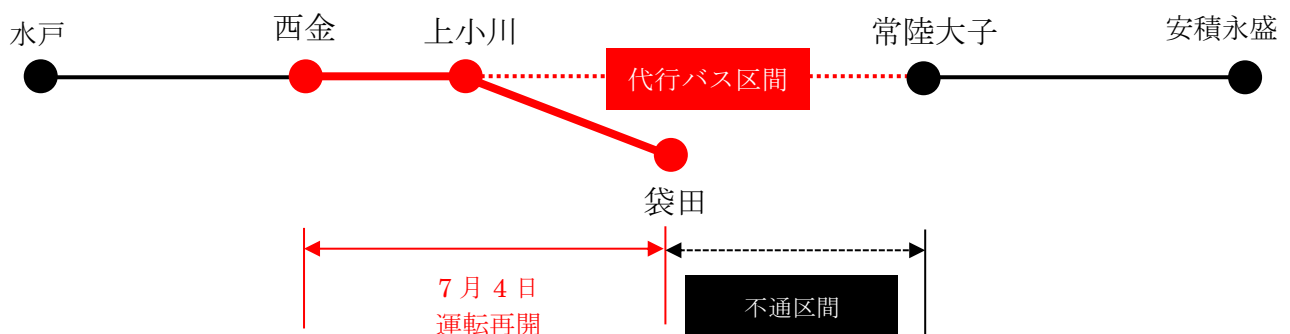 水戸
西金
上小川
常陸大子
安積永盛
代行バス区間
袋田
7月4日
運転再開
不通区間